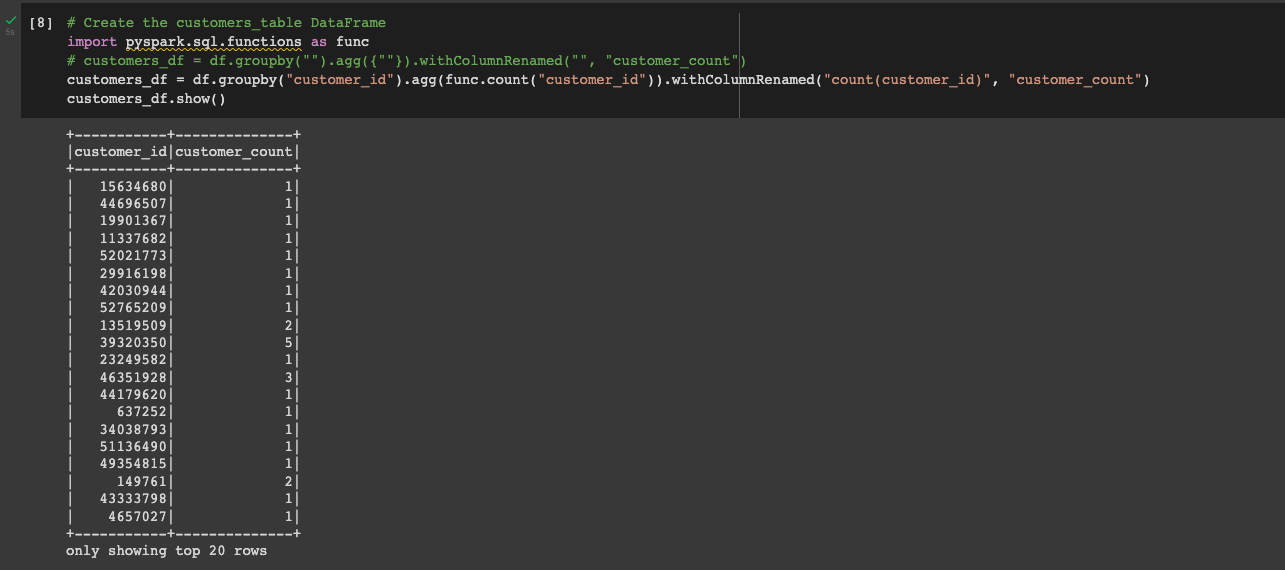 [8] # Create the customers_table DataFrame
5s
import pyspark.sql.functions as func
# customers_df = df.groupby("").agg({""}).withColumnRenamed("", "customer_count")
customers_df = df.groupby("customer_id").agg(func.count("customer_id")).withColumnRenamed("count(customer_id)", "customer_count")
customers_df.show()
+-----------+--------------+
|customer_id|customer_count|
+-----------+--------------+
|   15634680|             1|
|   44696507|             1|
|   19901367|             1|
|   11337682|             1|
|   52021773|             1|
|   29916198|             1|
|   42030944|             1|
|   52765209|             1|
|   13519509|             2|
|   39320350|             5|
|   23249582|             1|
|   46351928|             3|
|   44179620|             1|
|     637252|             1|
|   34038793|             1|
|   51136490|             1|
|   49354815|             1|
|     149761|             2|
|   43333798|             1|
|    4657027|             1|
+-----------+--------------+
only showing top 20 rows